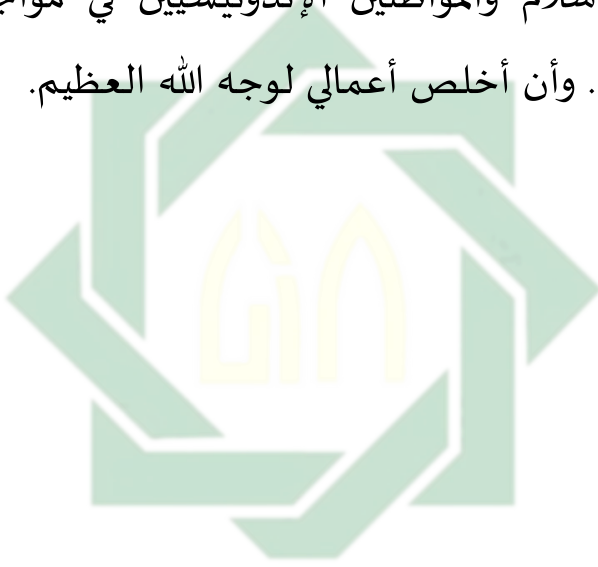 والمواطنين الإندونيسيين في
. وأن أخلص أعمالي لوجه الله العظيم.